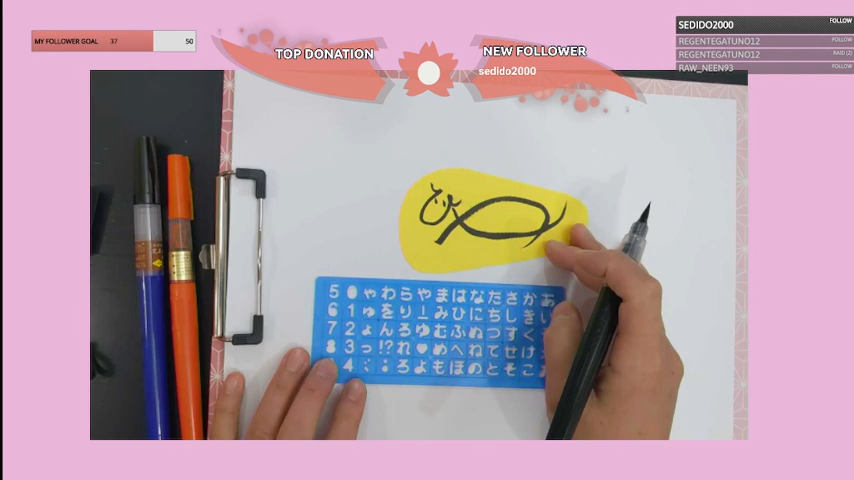 MY FOLLOWER GOAL 37 50
TOP DONATION
NEW FOLLOWER
sedido2000
SEDIDO2000 FOLLOW
REGENTEGATUNO12 FOLLOW
REGENTEGATUNO12 RAID (2)
RAW_NEEN93 FOLLOW
5 0 ゃ わ ら や ま は な た さ か あ
6 1 ゅ を り ー み ひ に ち し き い
7 2 ょ ん ろ ゆ む ふ ぬ つ す く
8 3 っ !? れ ♥ め へ ね て せ け
4 : ろ よ も ほ の と そ こ